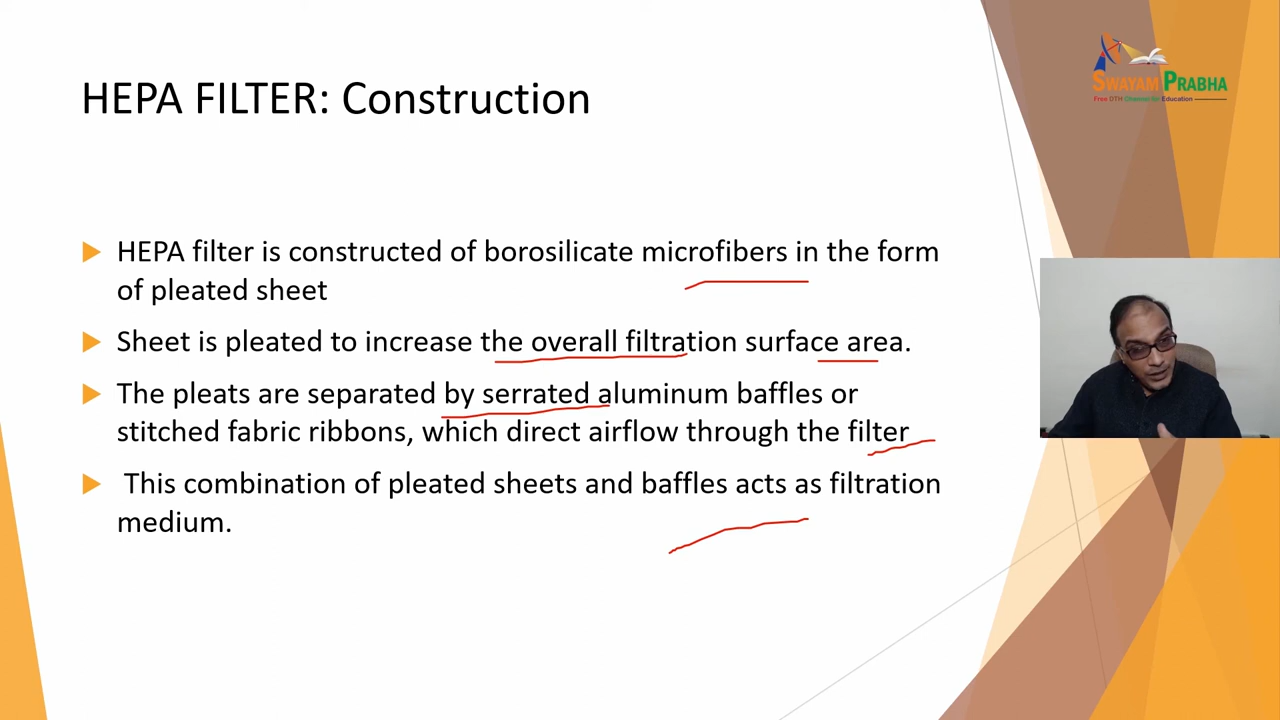 SWAYAM PRABHA
Free DTH Channel for Education
HEPA FILTER: Construction
HEPA filter is constructed of borosilicate microfibers in the form
of pleated sheet
Sheet is pleated to increase the overall filtration surface area.
The pleats are separated by serrated aluminum baffles or
stitched fabric ribbons, which direct airflow through the filter
This combination of pleated sheets and baffles acts as filtration
medium.